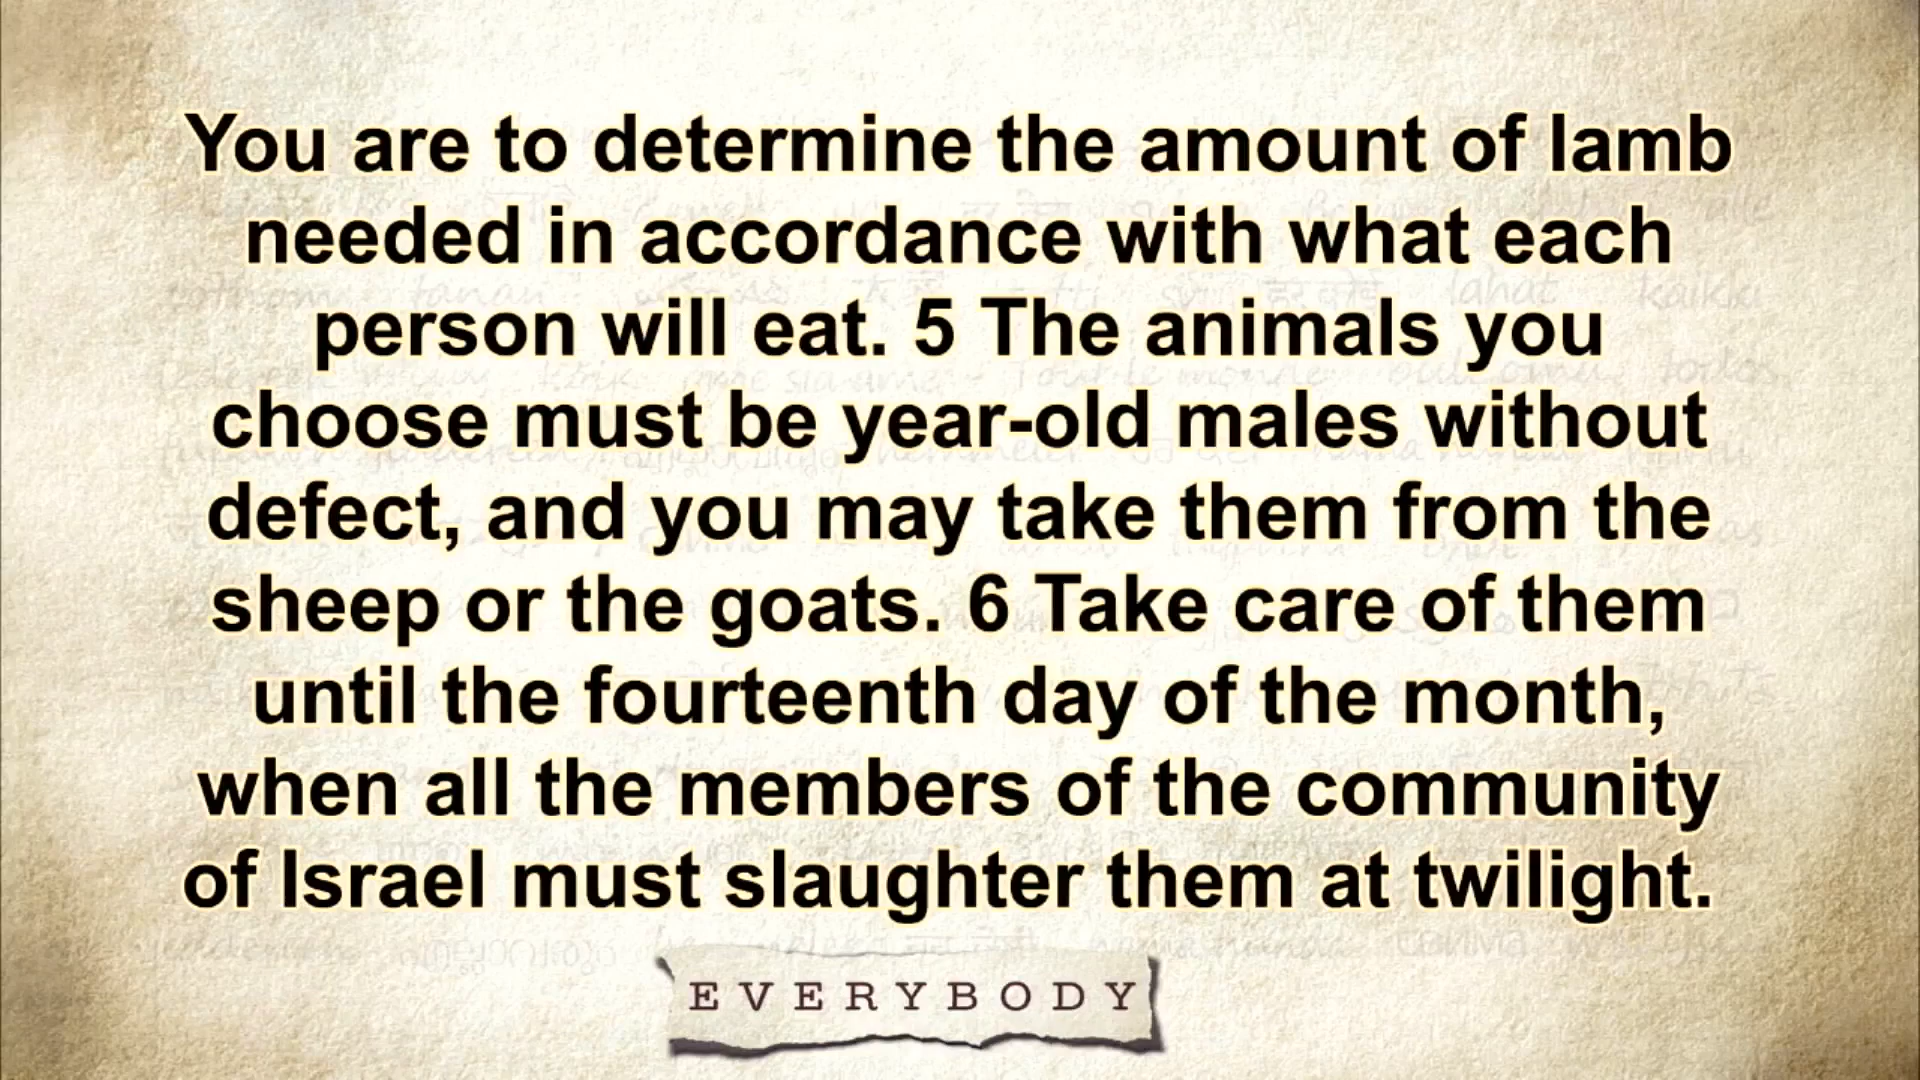 You are to determine the amount of lamb
needed in accordance with what each
person will eat. 5 The animals you
choose must be year-old males without
defect, and you may take them from the
sheep or the goats. 6 Take care of them
until the fourteenth day of the month,
when all the members of the community
of Israel must slaughter them at twilight.
EVERYBODY